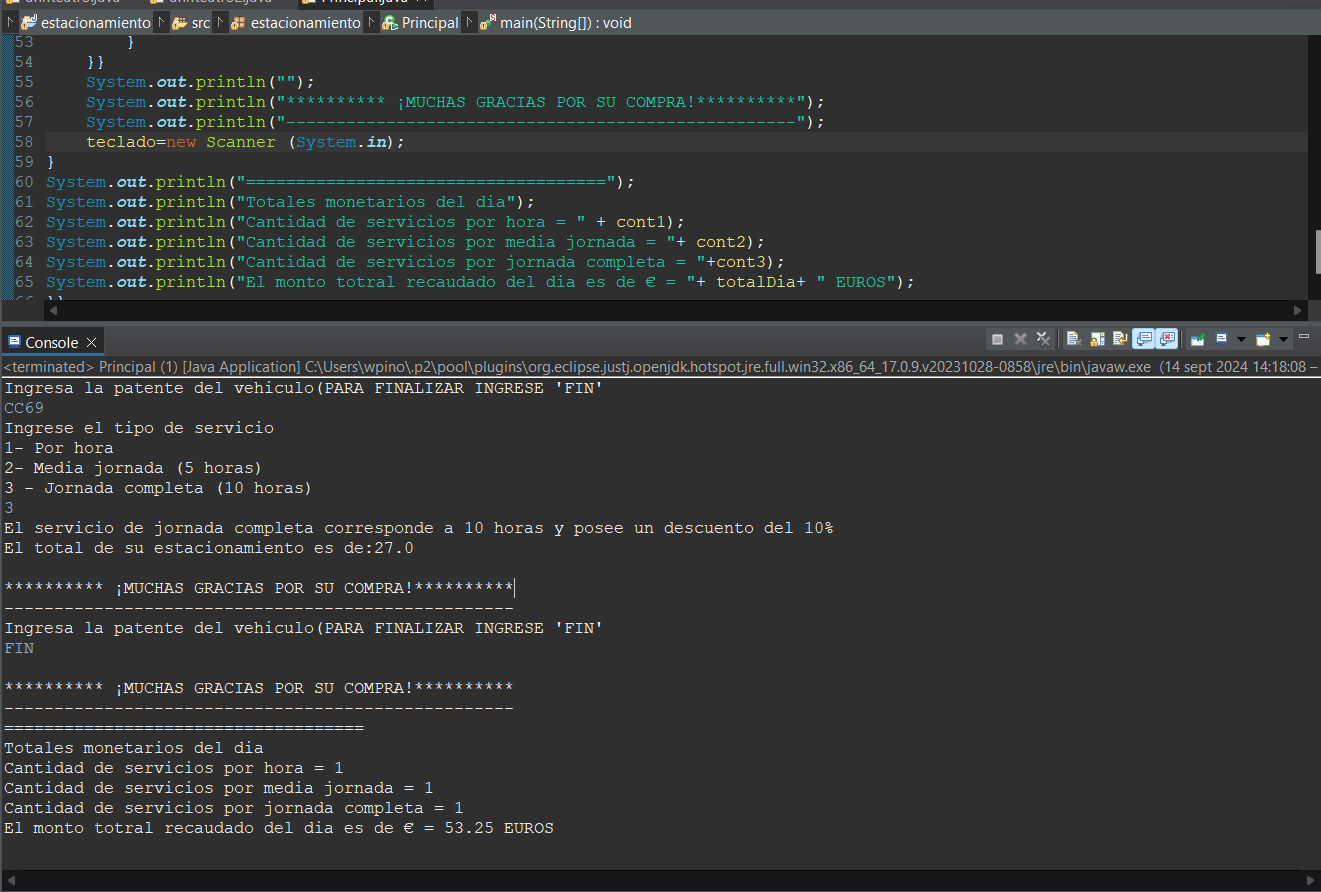 estacionamiento src estacionamiento Principal main(String[]) : void
53 }
54 }}
55 System.out.println("");
56 System.out.println("********** ¡MUCHAS GRACIAS POR SU COMPRA!**********");
57 System.out.println("---------------------------------------------------");
58 teclado=new Scanner (System.in);
59 }
60 System.out.println("====================================");
61 System.out.println("Totales monetarios del dia");
62 System.out.println("Cantidad de servicios por hora = " + cont1);
63 System.out.println("Cantidad de servicios por media jornada = "+ cont2);
64 System.out.println("Cantidad de servicios por jornada completa = "+cont3);
65 System.out.println("El monto totral recaudado del dia es de € = "+ totalDia+ " EUROS");
Console
<terminated> Principal (1) [Java Application] C:\Users\wpino\.p2\pool\plugins\org.eclipse.justj.openjdk.hotspot.jre.full.win32.x86_64_17.0.9.v20231028-0858\jre\bin\javaw.exe (14 sept 2024 14:18:08 –
Ingresa la patente del vehiculo(PARA FINALIZAR INGRESE 'FIN'
CC69
Ingrese el tipo de servicio
1- Por hora
2- Media jornada (5 horas)
3 - Jornada completa (10 horas)
3
El servicio de jornada completa corresponde a 10 horas y posee un descuento del 10%
El total de su estacionamiento es de:27.0
********** ¡MUCHAS GRACIAS POR SU COMPRA!**********
---------------------------------------------------
Ingresa la patente del vehiculo(PARA FINALIZAR INGRESE 'FIN'
FIN
********** ¡MUCHAS GRACIAS POR SU COMPRA!**********
---------------------------------------------------
====================================
Totales monetarios del dia
Cantidad de servicios por hora = 1
Cantidad de servicios por media jornada = 1
Cantidad de servicios por jornada completa = 1
El monto totral recaudado del dia es de € = 53.25 EUROS